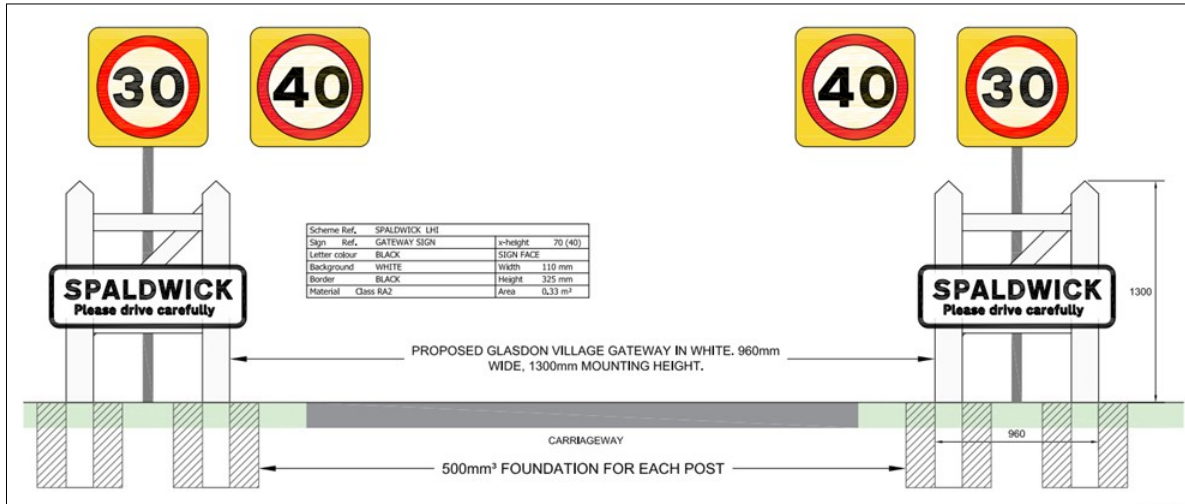 30
40
40
30
Scheme Ref. SPALDWICK LHI
Sign Ref. GATEWAY SIGN x-height 70 (40)
Letter colour BLACK SIGN FACE
Background WHITE Width 110 mm
Border BLACK Height 325 mm
Material Class RA2 Area 0.33 m²
SPALDWICK
Please drive carefully
SPALDWICK
Please drive carefully
1300
PROPOSED GLASDON VILLAGE GATEWAY IN WHITE. 960mm
WIDE, 1300mm MOUNTING HEIGHT.
CARRIAGEWAY
960
500mm³ FOUNDATION FOR EACH POST